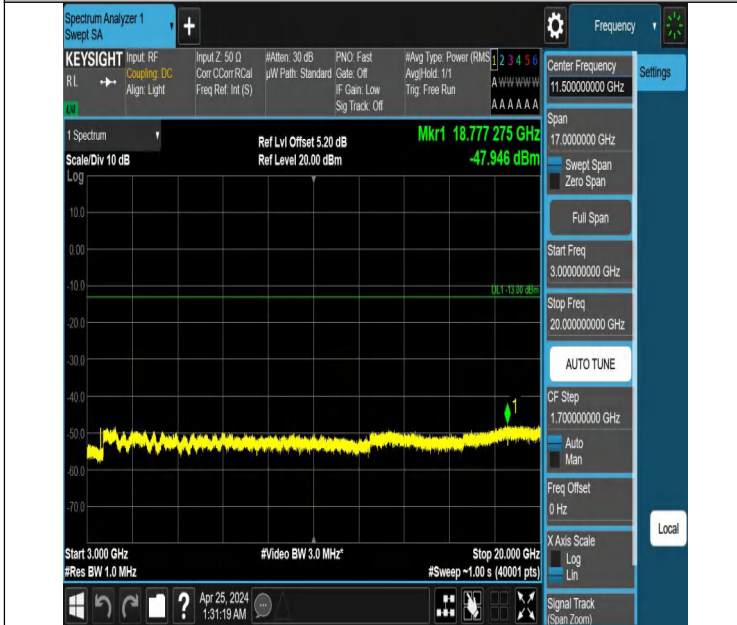 Spectrum Analyzer 1
Swept SA
+
Frequency
KEYSIGHT
RL
Input: RF
Coupling: DC
Align: Light
Input Z: 50 Ω
Corr CCorr RCal
Freq Ref: Int (S)
#Atten: 30 dB
µW Path: Standard
PNO: Fast
Gate: Off
IF Gain: Low
Sig Track: Off
#Avg Type: Power (RMS
Avg|Hold: 1/1
Trig: Free Run
1 2 3 4 5 6
A W W W W W
A A A A A A
1 Spectrum
Scale/Div 10 dB
Ref Lvl Offset 5.20 dB
Ref Level 20.00 dBm
Mkr1 18.777 275 GHz
-47.946 dBm
Log
10.0
0.00
-10.0
DL1 -13.00 dBm
-20.0
-30.0
-40.0
1
-50.0
-60.0
-70.0
Start 3.000 GHz
#Res BW 1.0 MHz
#Video BW 3.0 MHz*
Stop 20.000 GHz
#Sweep ~1.00 s (40001 pts)
?
Apr 25, 2024
1:31:19 AM
Center Frequency
11.500000000 GHz
Settings
Span
17.0000000 GHz
Swept Span
Zero Span
Full Span
Start Freq
3.000000000 GHz
Stop Freq
20.000000000 GHz
AUTO TUNE
CF Step
1.700000000 GHz
Auto
Man
Freq Offset
0 Hz
X Axis Scale
Log
Lin
Local
Signal Track
(Span Zoom)